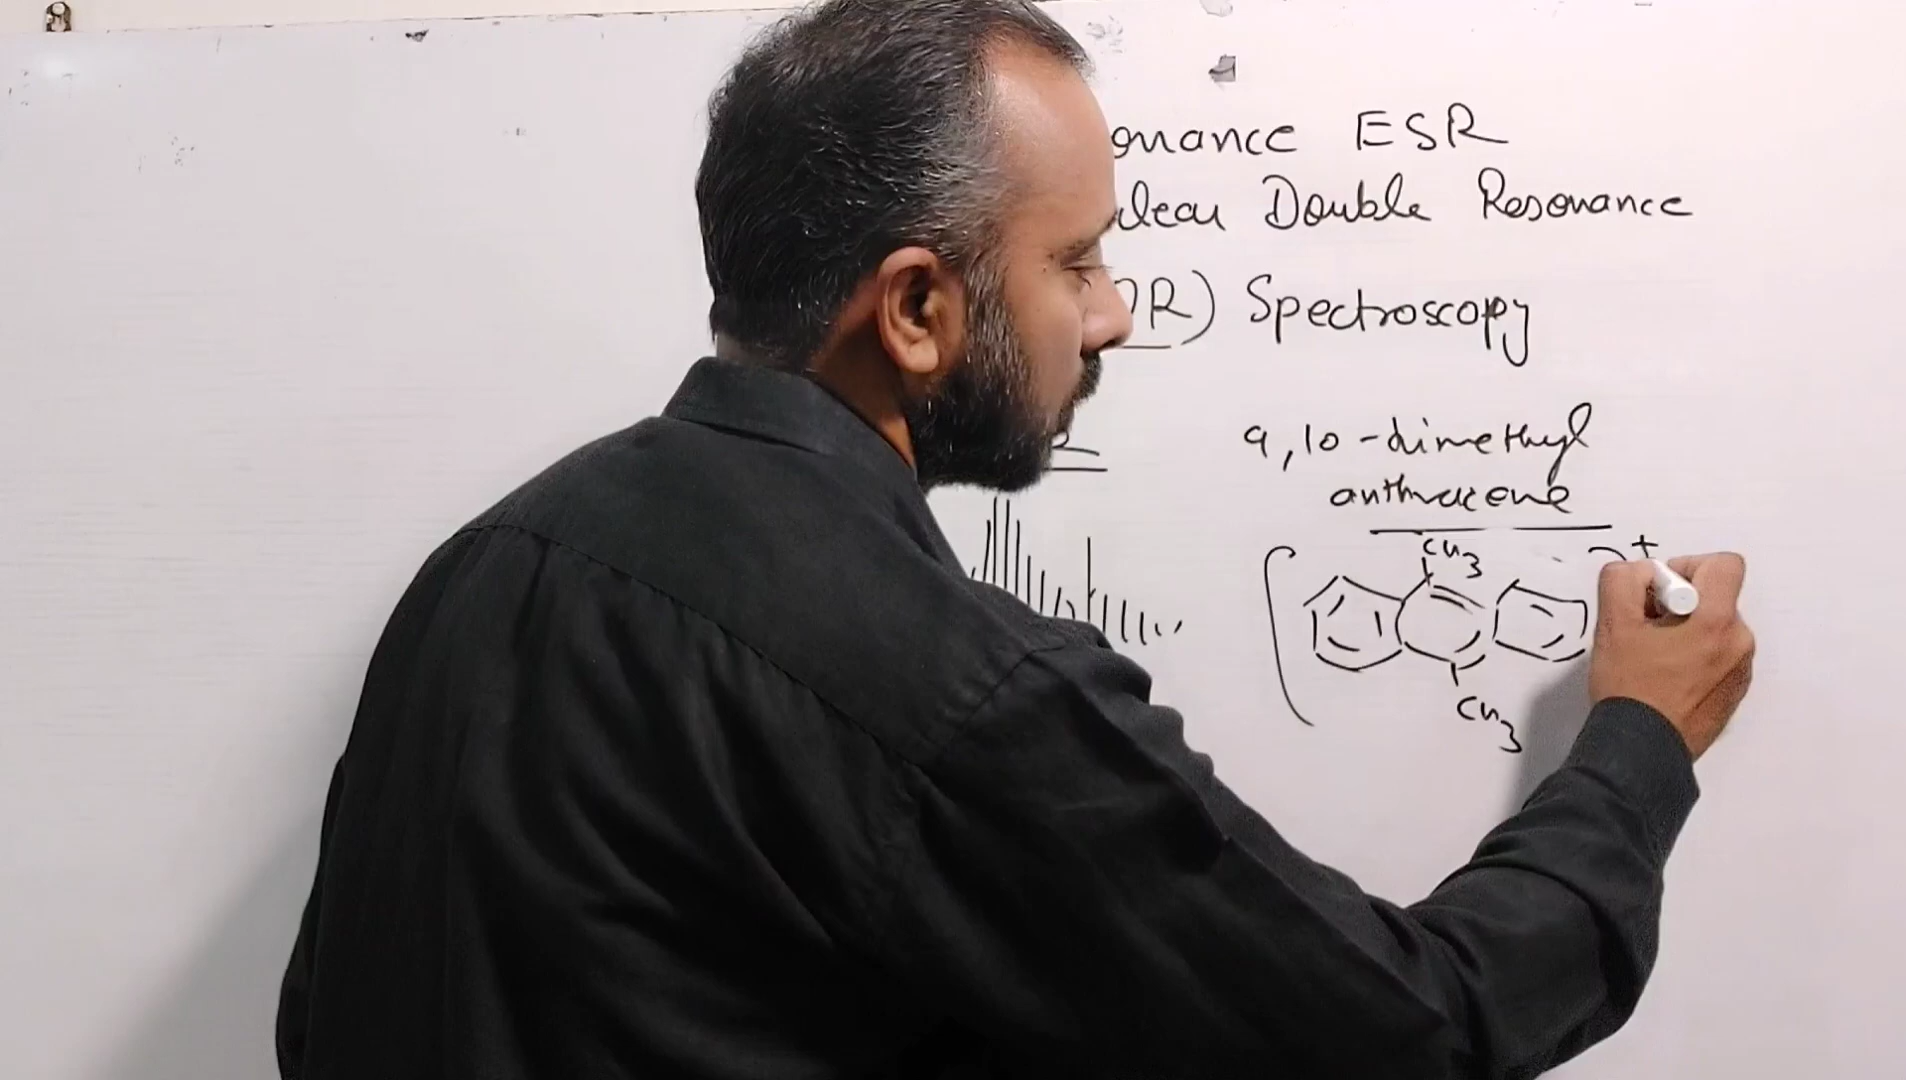 onance ESR
clear Double Resonance
R) Spectroscopy
9,10-dimethyl
anthracene
CH3
+
CH3